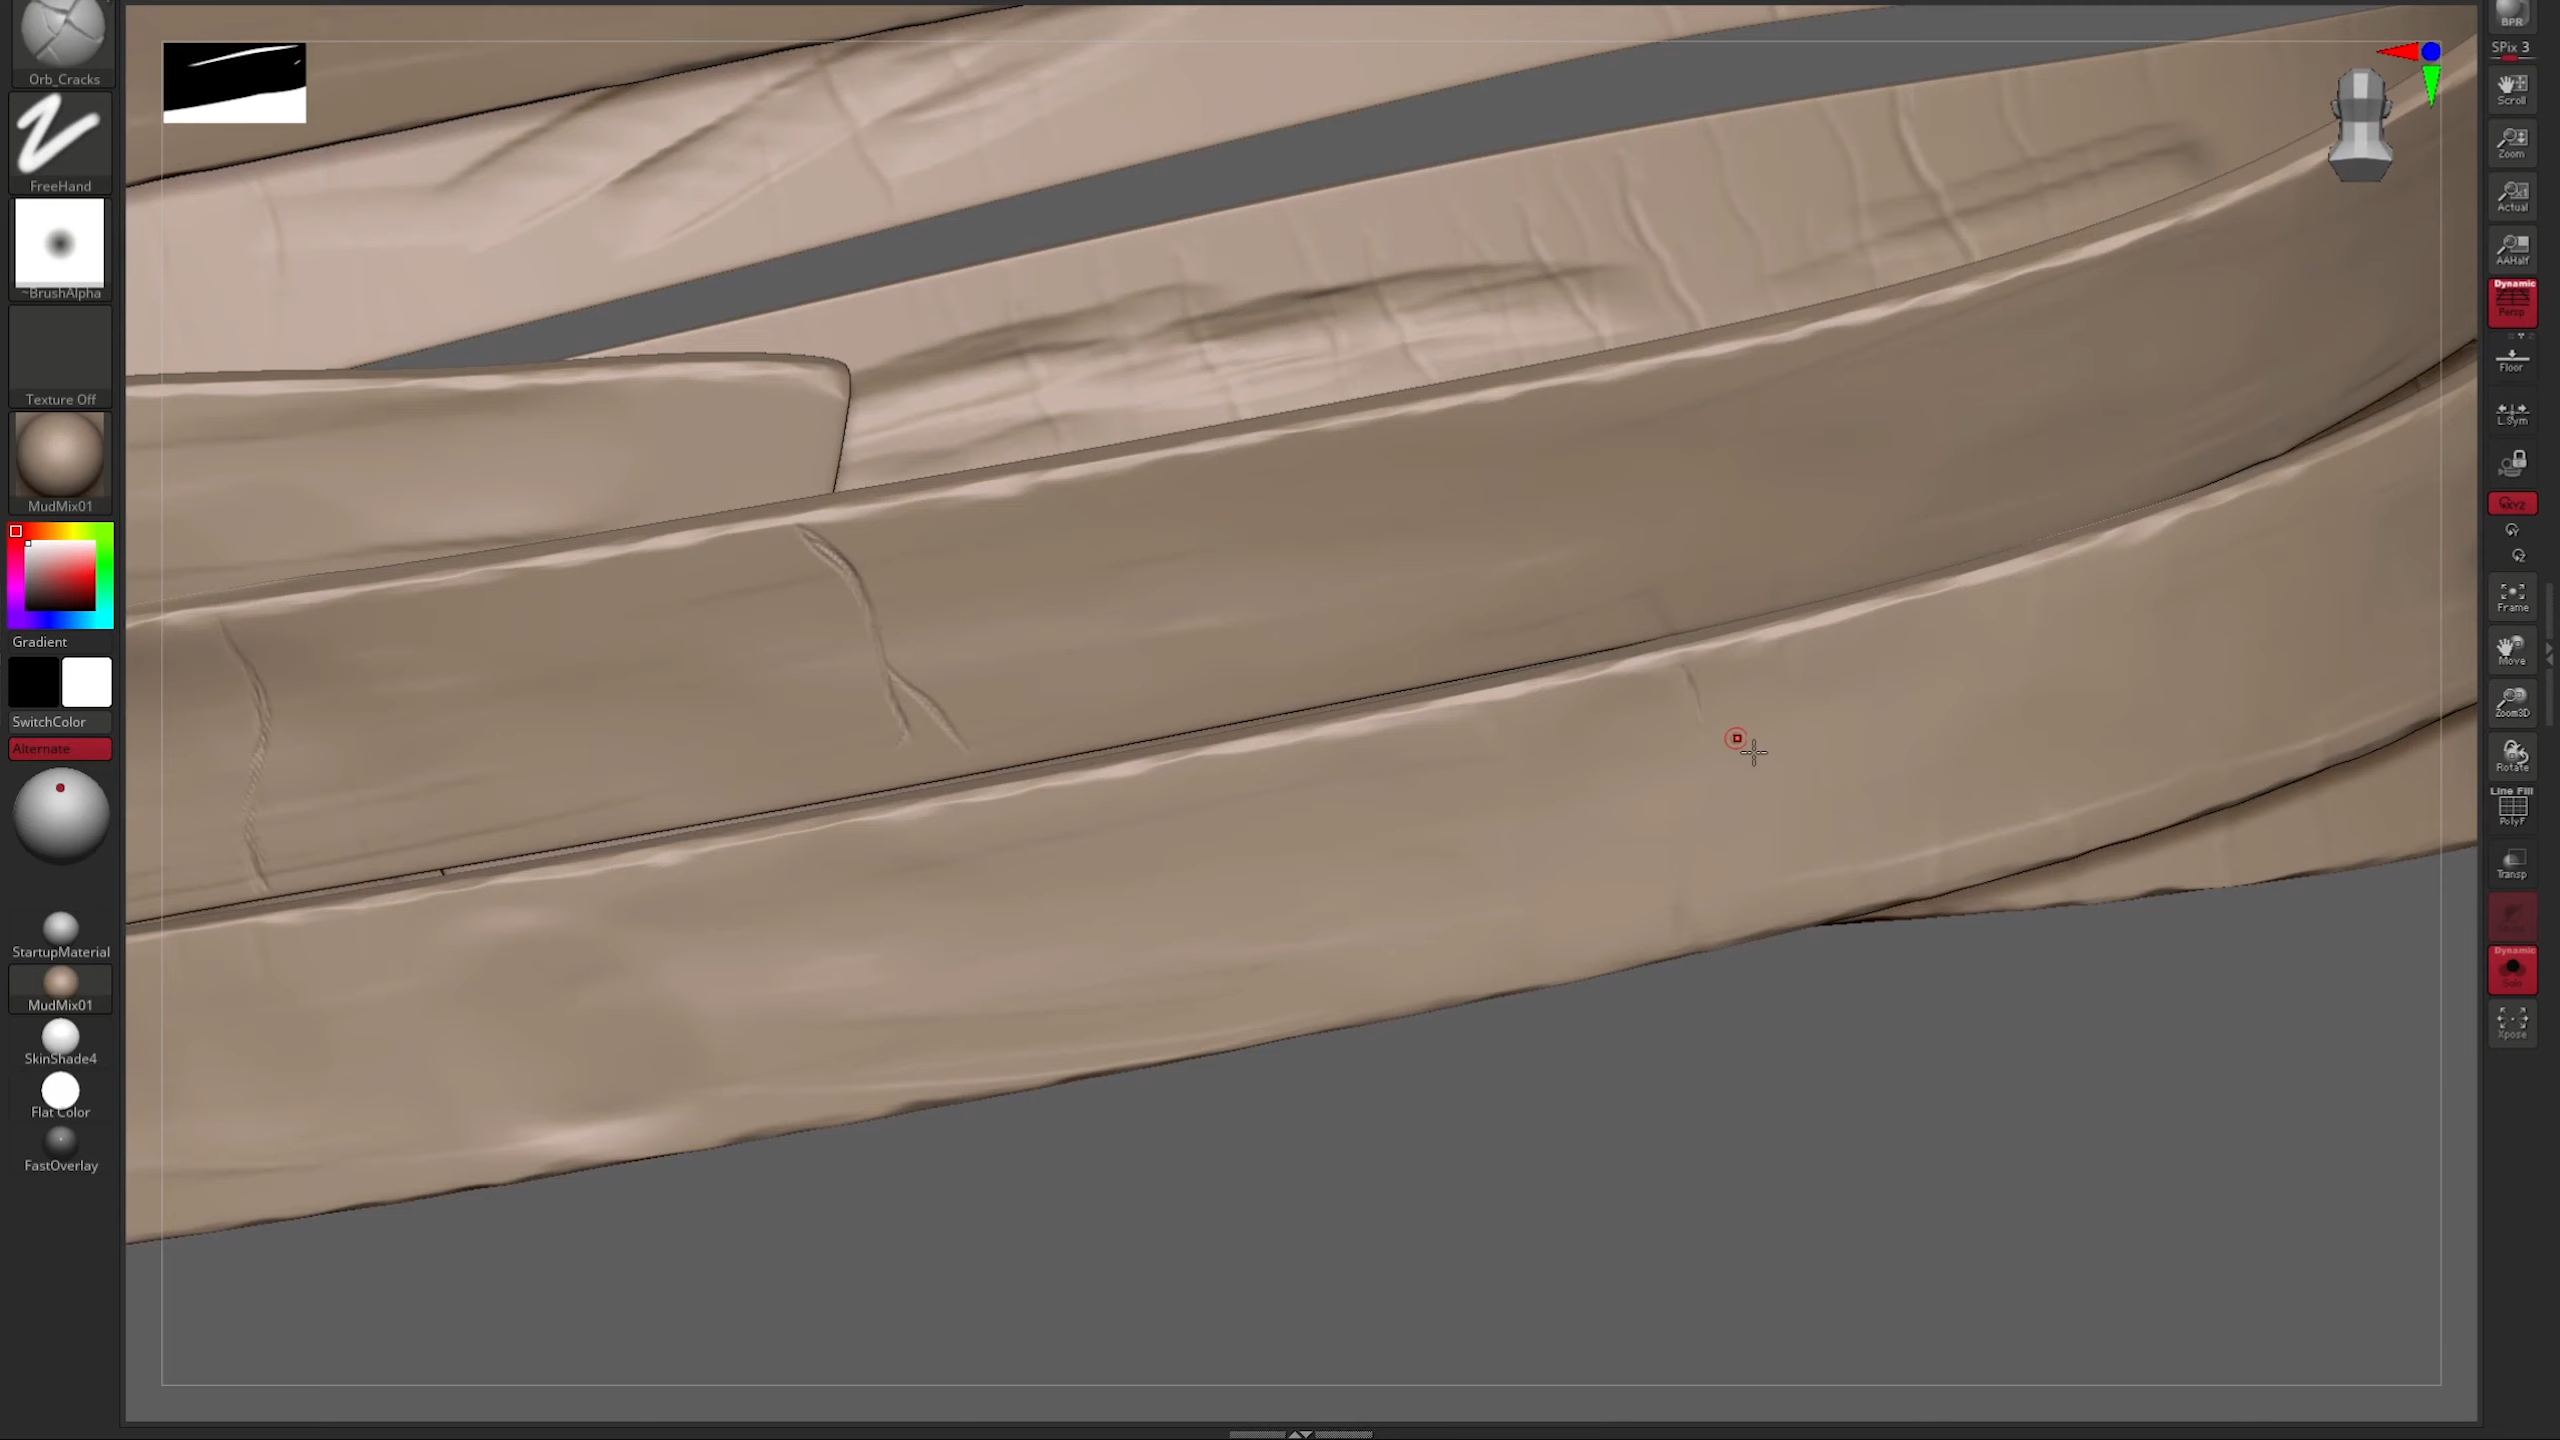 Orb_Cracks
FreeHand
~BrushAlpha
Texture Off
MudMix01
Gradient
SwitchColor
Alternate
StartupMaterial
MudMix01
SkinShade4
Flat Color
FastOverlay
BPR
SPix 3
Scroll
Zoom
Actual
AAHalf
Dynamic
Persp
Floor
L.Sym
XYZ
Frame
Move
Zoom3D
Rotate
Line Fill
PolyF
Transp
Dynamic
Solo
Xpose